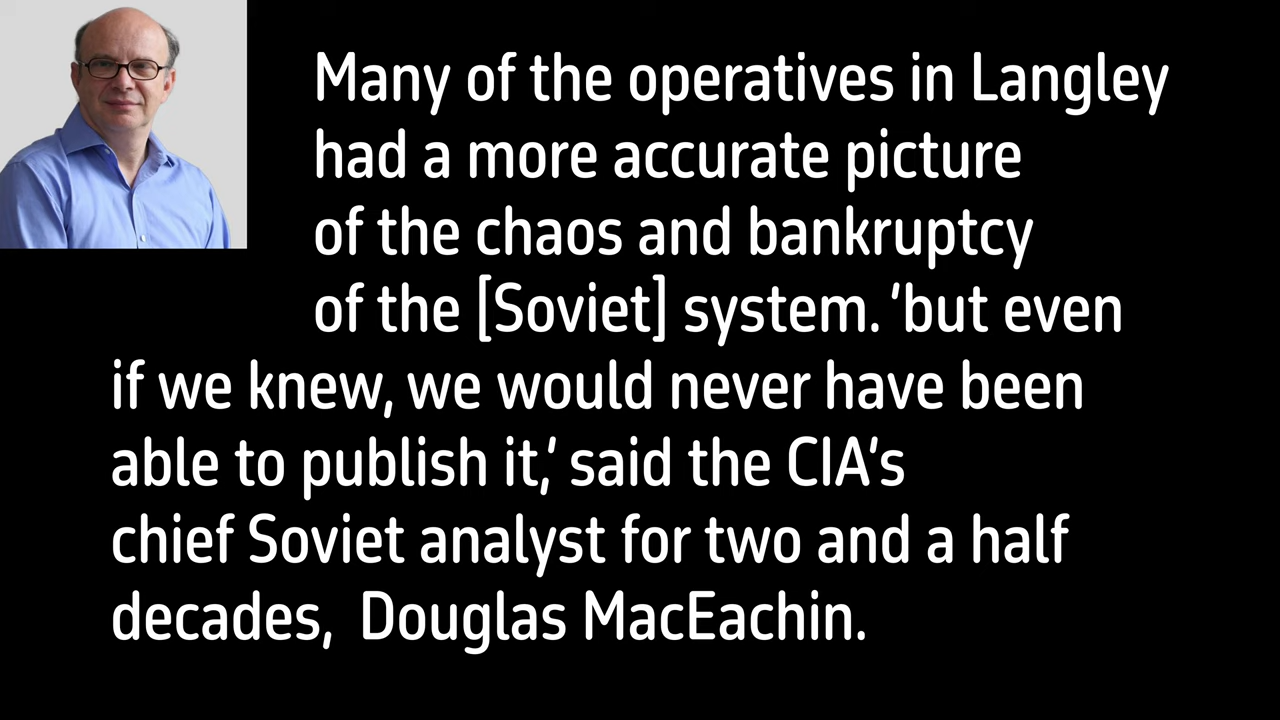 Many of the operatives in Langley
had a more accurate picture
of the chaos and bankruptcy
of the [Soviet] system. ‘but even
if we knew, we would never have been
able to publish it,’ said the CIA’s
chief Soviet analyst for two and a half
decades,  Douglas MacEachin.